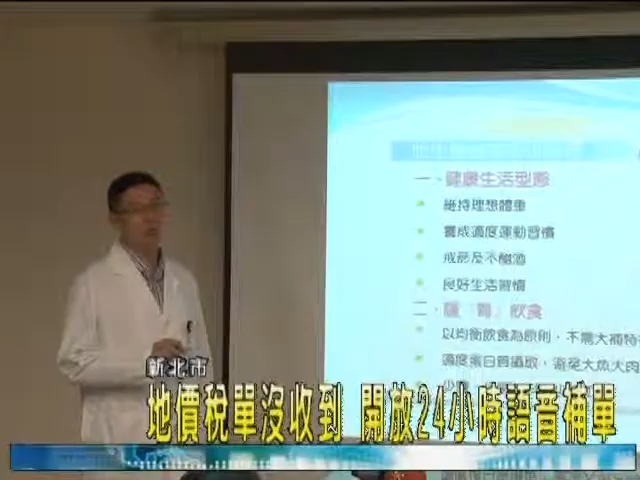 一、健康生活型態
維持理想體重
養成適度運動習慣
戒菸及不酗酒
良好生活習慣
二、護「腎」飲食
以均衡飲食為原則，不需大補特
適度蛋白質攝取，避免大魚大肉
新北市
地價稅單沒收到 開放24小時語音補單